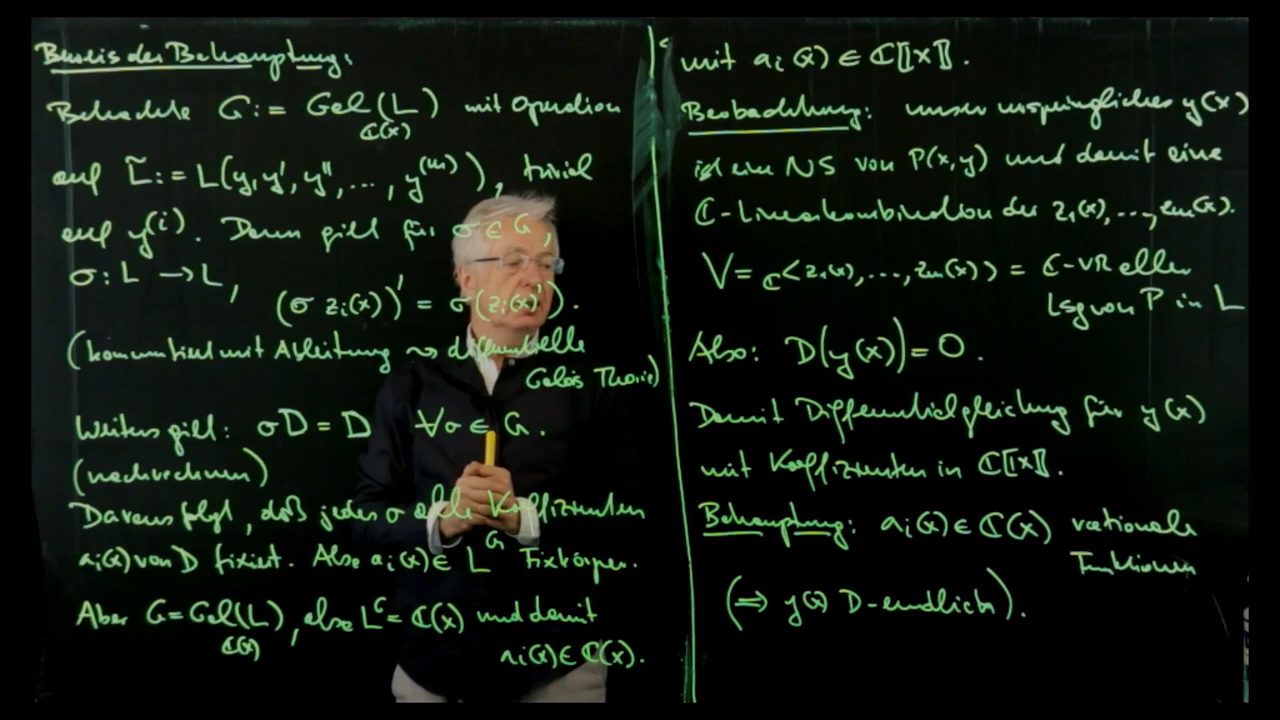 Beweis der Behauptung:
Betrachte G := Gal(L) mit Operation
ℂ(x)
auf L̃ := L(y, y', y'', ..., y^(m)), trivial
auf y^(i). Dann gilt für σ ∈ G,
σ: L → L,
(σ z_i(x))' = σ(z_i(x)').
(kommutiert mit Ableitung ⇝ differentielle
Galois Theorie)
Weiters gilt: σD = D ∀σ ∈ G.
(nachrechnen)
Daraus folgt, daß jedes σ alle Koeffizienten
a_i(x) von D fixiert. Also a_i(x) ∈ L^G Fixkörper.
Aber G = Gal(L), also L^G = ℂ(x) und damit
ℂ(x)
a_i(x) ∈ ℂ(x).
mit a_i(x) ∈ ℂ⟦x⟧.
Beobachtung: unser ursprüngliches y(x)
ist eine NS von P(x,y) und damit eine
ℂ-Linearkombination der z_1(x), ..., z_m(x).
V = _ℂ<z_1(x), ..., z_m(x)> = ℂ-VR aller
Lsg von P in L
Also: D(y(x)) = 0.
Damit Differentialgleichung für y(x)
mit Koeffizienten in ℂ⟦x⟧.
Behauptung: a_i(x) ∈ ℂ(x) rationale
Funktionen
(⇒ y(x) D-endlich).